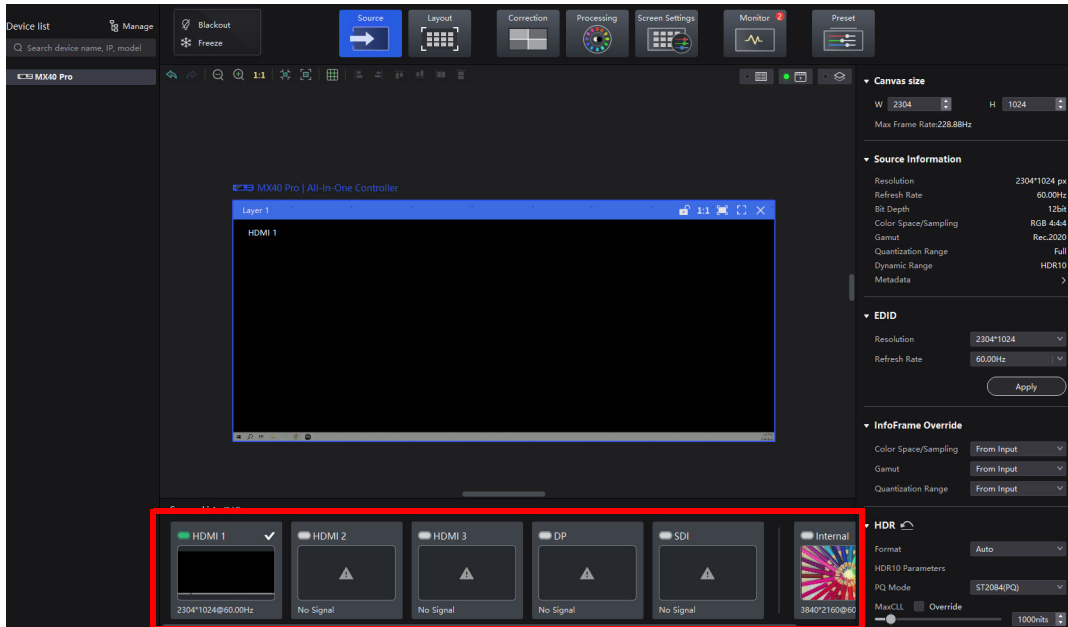 Device list
Manage
Search device name, IP, model
MX40 Pro
Blackout
Freeze
Source
Layout
Correction
Processing
Screen Settings
Monitor 2
Preset
1:1
MX40 Pro | All-In-One Controller
Layer 1
1:1
HDMI 1
HDMI 1
2304*1024@60.00Hz
HDMI 2
No Signal
HDMI 3
No Signal
DP
No Signal
SDI
No Signal
Internal
3840*2160@60
Canvas size
W 2304 H 1024
Max Frame Rate:228.88Hz
Source Information
Resolution 2304*1024 px
Refresh Rate 60.00Hz
Bit Depth 12bit
Color Space/Sampling RGB 4:4:4
Gamut Rec.2020
Quantization Range Full
Dynamic Range HDR10
Metadata
EDID
Resolution 2304*1024
Refresh Rate 60.00Hz
Apply
InfoFrame Override
Color Space/Sampling From Input
Gamut From Input
Quantization Range From Input
HDR
Format Auto
HDR10 Parameters
PQ Mode ST2084(PQ)
MaxCLL Override
1000nits